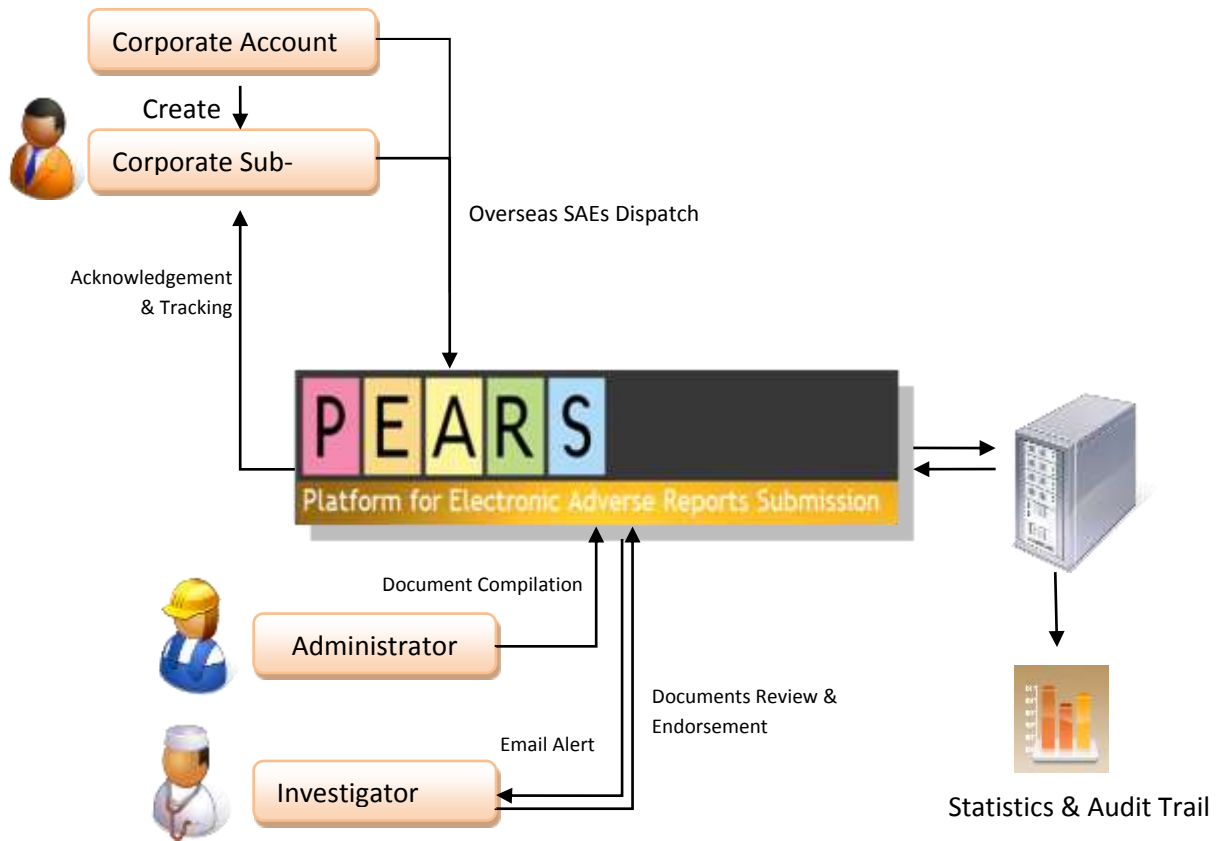 Corporate Account
Create
Corporate Sub-
Overseas SAEs Dispatch
Acknowledgement
& Tracking
PEARS
Platform for Electronic Adverse Reports Submission
Document Compilation
Administrator
Documents Review &
Endorsement
Email Alert
Investigator
Statistics & Audit Trail